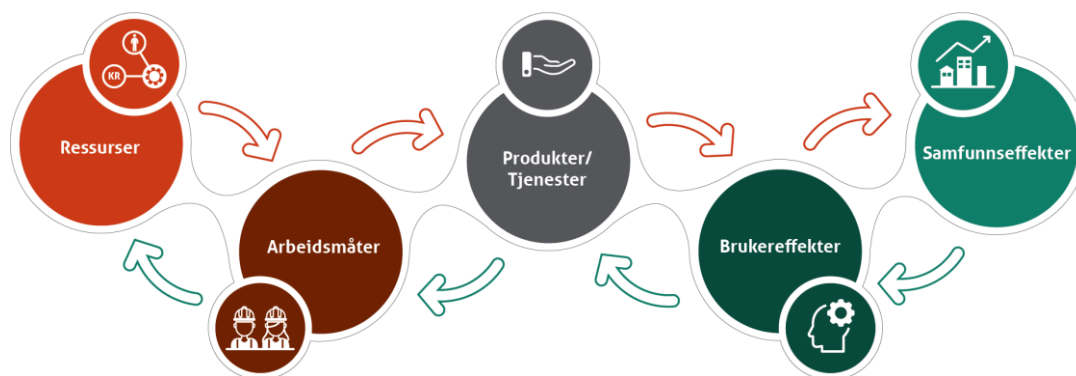 KR
Ressurser
Arbeidsmåter
Produkter/
Tjenester
Brukereffekter
Samfunnseffekter